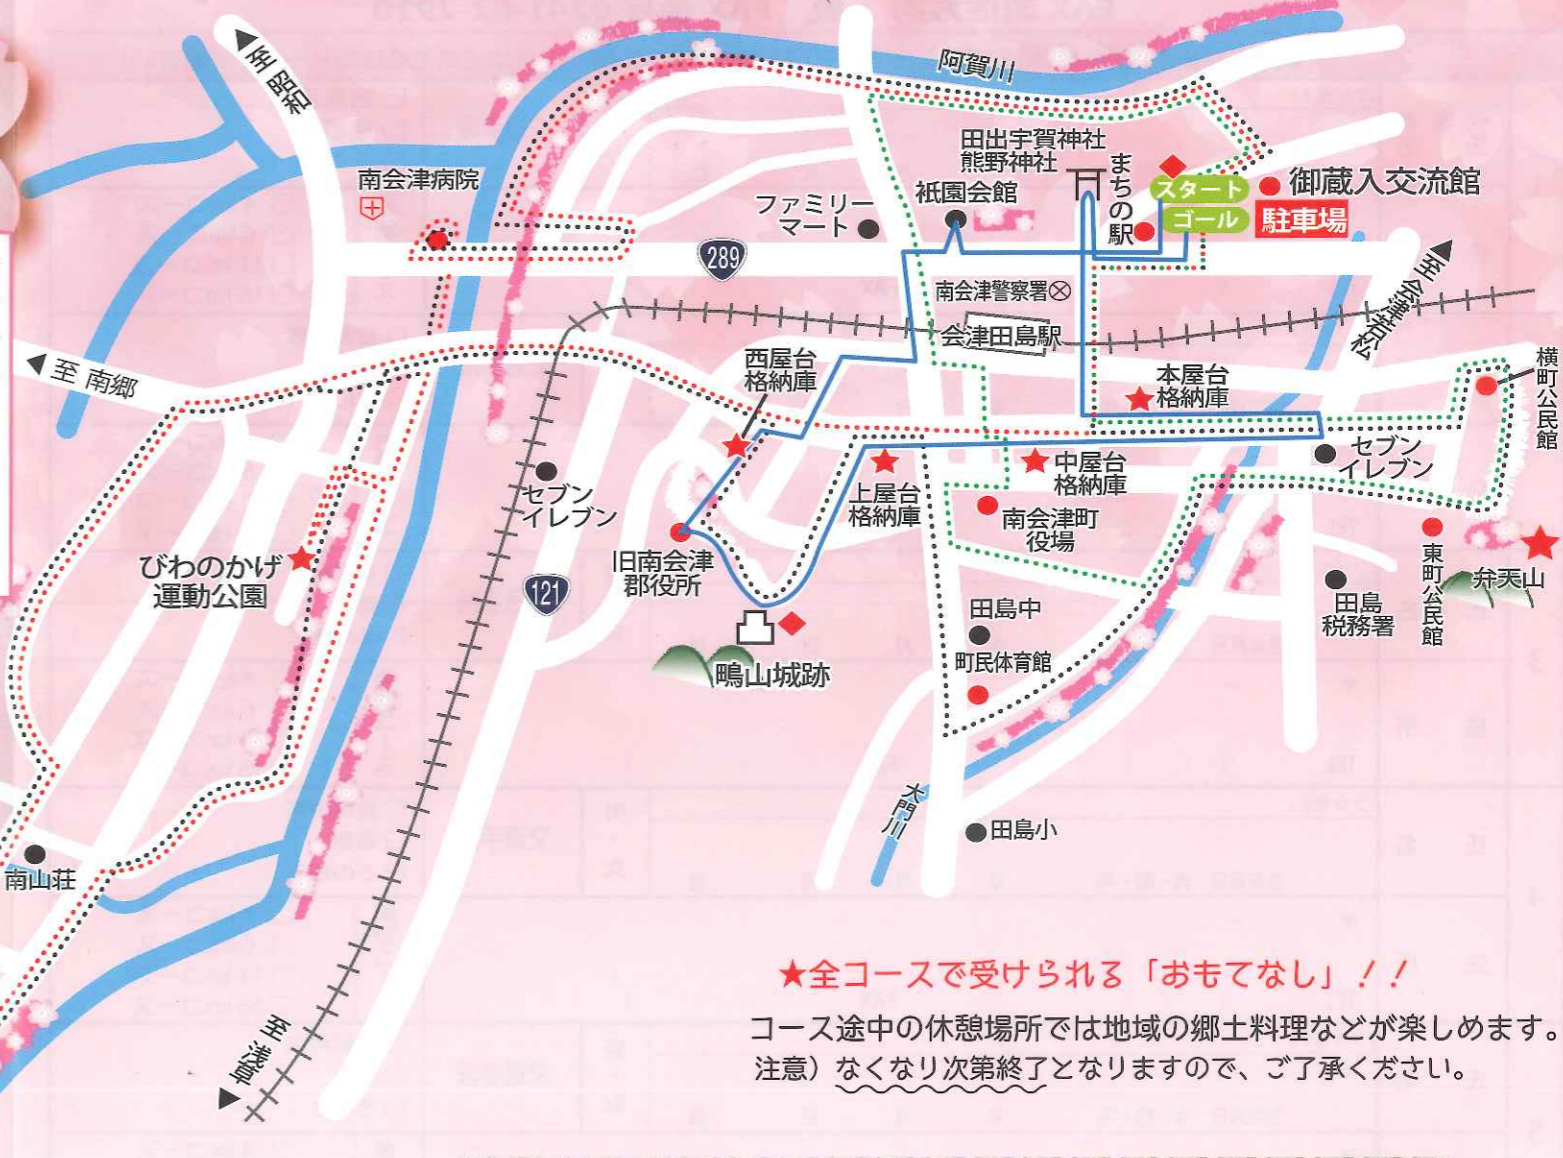 至 昭和
阿賀川
南会津病院
田出宇賀神社
熊野神社
まちの駅
スタート
ゴール
御蔵入交流館
駐車場
祇園会館
ファミリー
マート
289
南会津警察署
会津田島駅
至 会津若松
至 南郷
西屋台
格納庫
本屋台
格納庫
横町公民館
セブン
イレブン
上屋台
格納庫
中屋台
格納庫
セブン
イレブン
南会津町
役場
旧南会津
郡役所
びわのかげ
運動公園
121
東町公民館
弁天山
田島
税務署
田島中
町民体育館
鴫山城跡
大門川
田島小
南山荘
至 浅草
★全コースで受けられる「おもてなし」!!
コース途中の休憩場所では地域の郷土料理などが楽しめます。
注意）なくなり次第終了となりますので、ご了承ください。